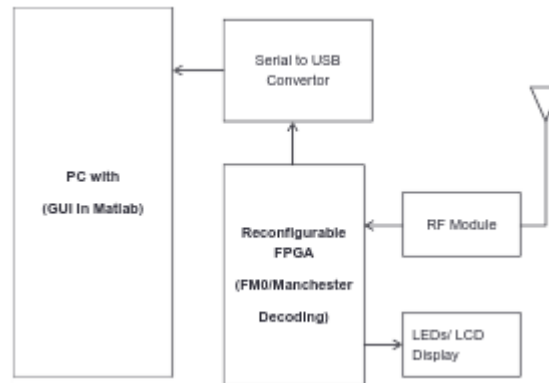 Serial to USB
Convertor
PC with
(GUI in Matlab)
Reconfigurable
FPGA
(FM0/Manchester
Decoding)
RF Module
LEDs/ LCD
Display